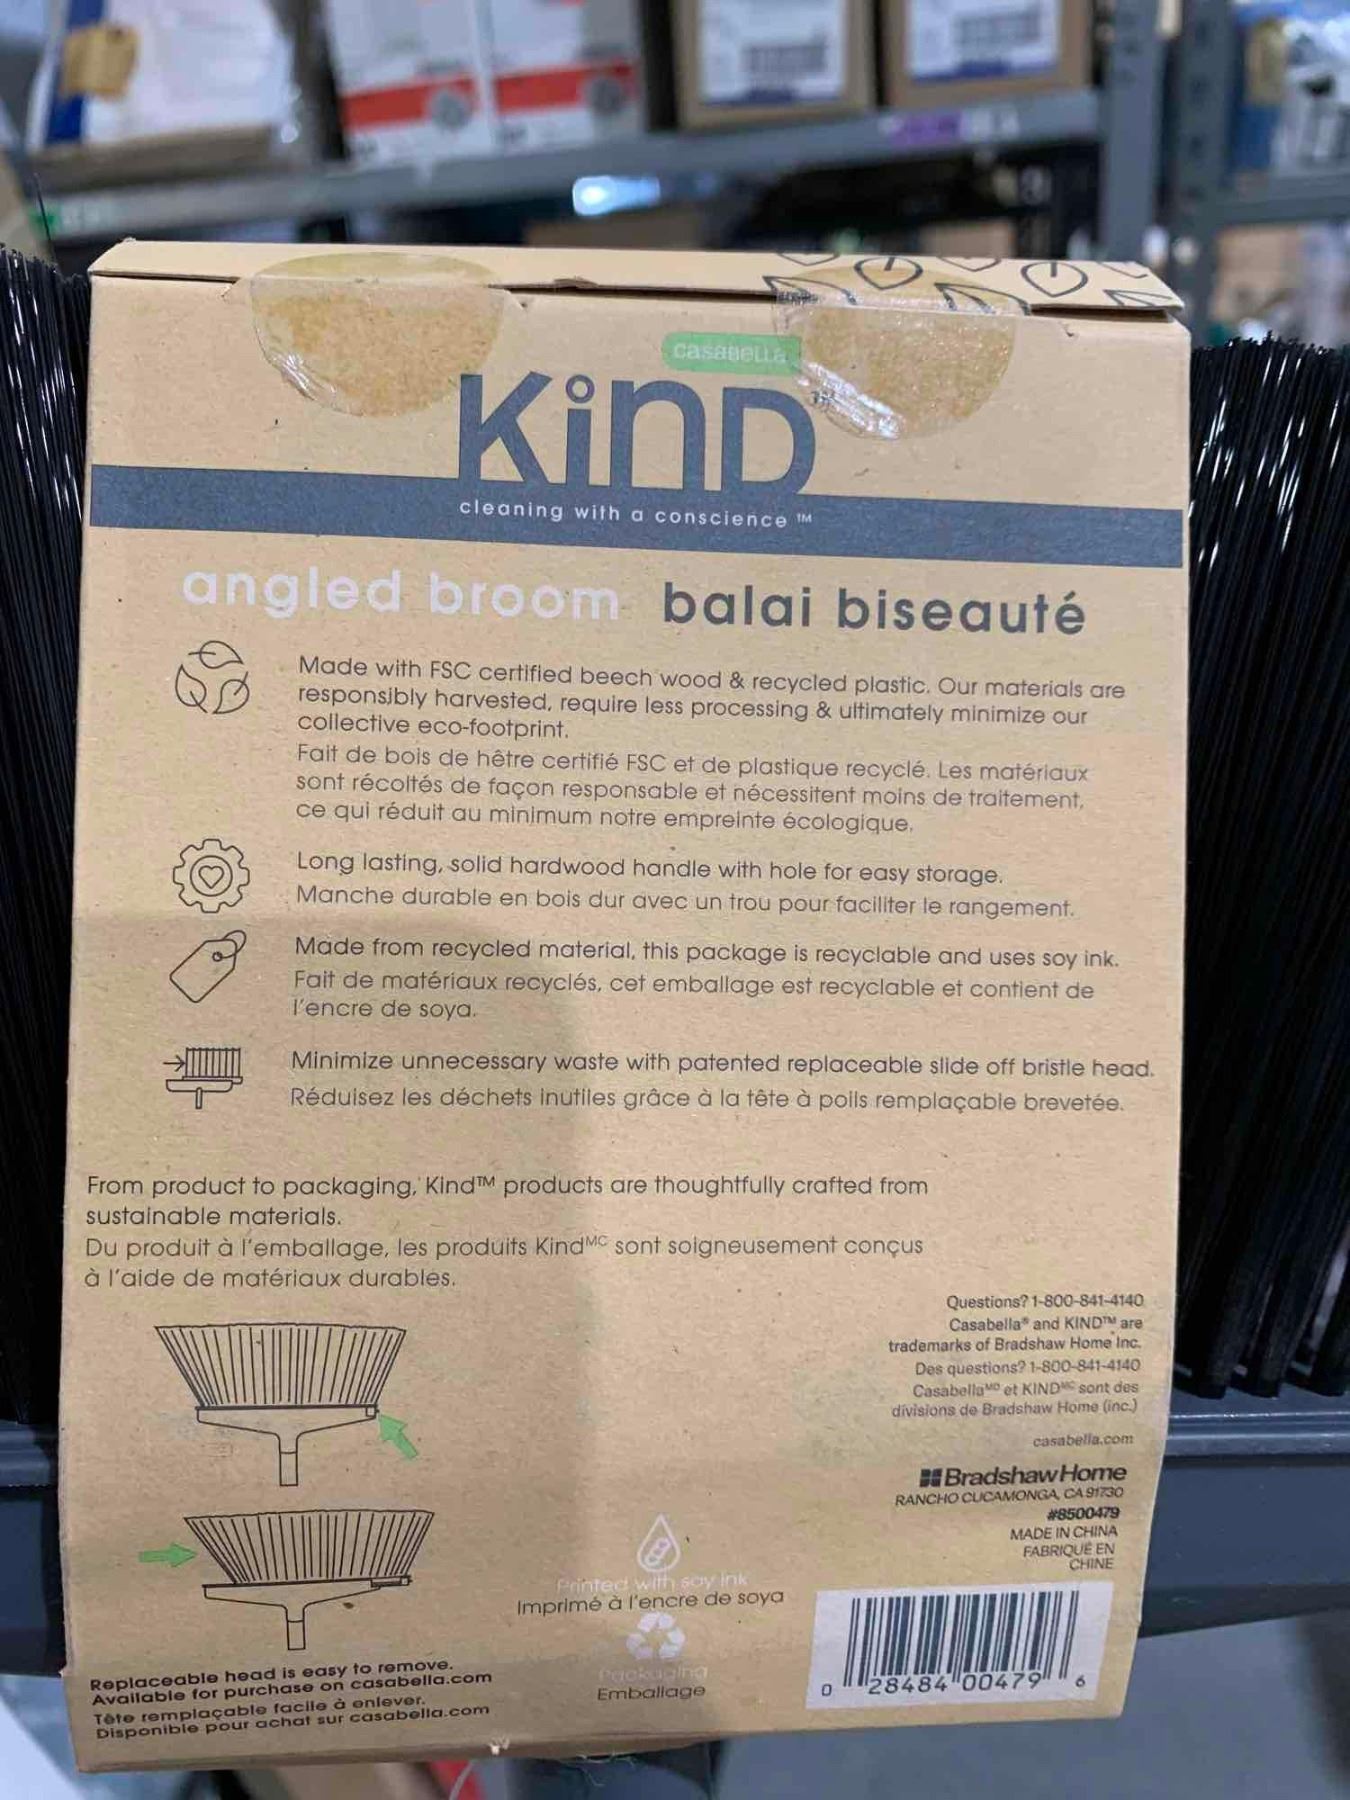 casabella
KinD™
cleaning with a conscience ™
angled broom balai biseauté
Made with FSC certified beech wood & recycled plastic. Our materials are
responsibly harvested, require less processing & ultimately minimize our
collective eco-footprint.
Fait de bois de hêtre certifié FSC et de plastique recyclé. Les matériaux
sont récoltés de façon responsable et nécessitent moins de traitement,
ce qui réduit au minimum notre empreinte écologique.
Long lasting, solid hardwood handle with hole for easy storage.
Manche durable en bois dur avec un trou pour faciliter le rangement.
Made from recycled material, this package is recyclable and uses soy ink.
Fait de matériaux recyclés, cet emballage est recyclable et contient de
l'encre de soya.
Minimize unnecessary waste with patented replaceable slide off bristle head.
Réduisez les déchets inutiles grâce à la tête à poils remplaçable brevetée.
From product to packaging, Kind™ products are thoughtfully crafted from
sustainable materials.
Du produit à l'emballage, les produits Kindᴹᶜ sont soigneusement conçus
à l'aide de matériaux durables.
Questions? 1-800-841-4140
Casabella® and KIND™ are
trademarks of Bradshaw Home Inc.
Des questions? 1-800-841-4140
Casabellaᴹᴰ et KINDᴹᶜ sont des
divisions de Bradshaw Home (inc.)
casabella.com
Bradshaw Home
RANCHO CUCAMONGA, CA 91730
#8500479
MADE IN CHINA
FABRIQUÉ EN
CHINE
Printed with soy ink
Imprimé à l'encre de soya
Packaging
Emballage
Replaceable head is easy to remove.
Available for purchase on casabella.com
Tête remplaçable facile à enlever.
Disponible pour achat sur casabella.com
0 28484 00479 6